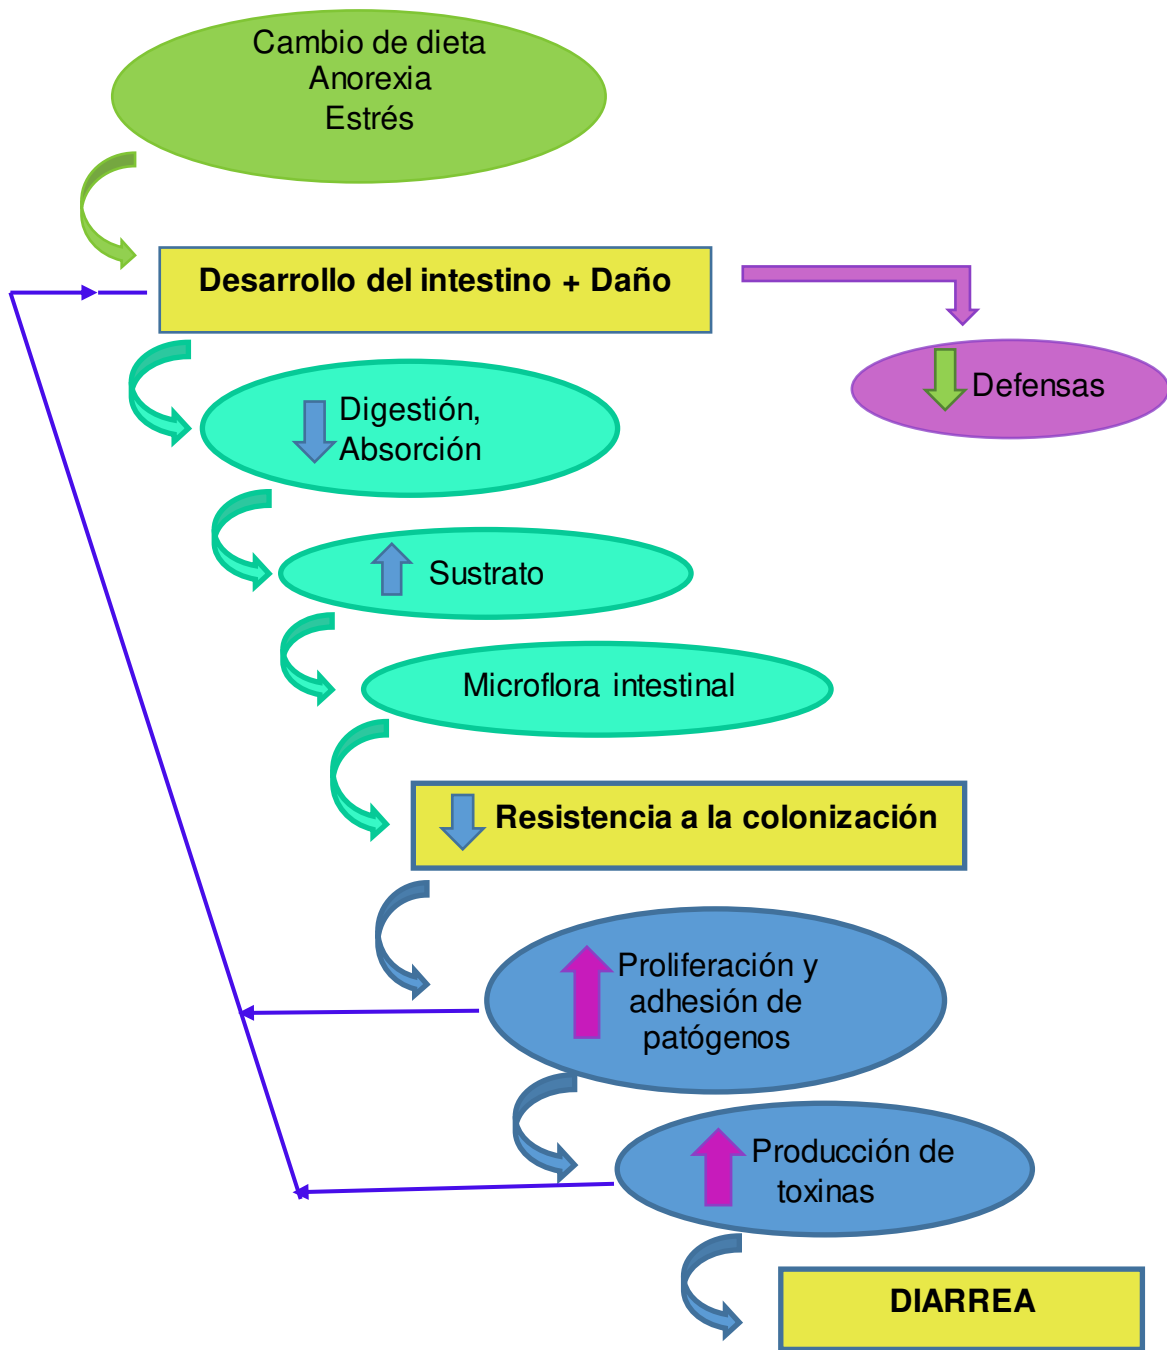 Cambio de dieta
Anorexia
Estrés
Desarrollo del intestino + Daño
Defensas
Digestión,
Absorción
Sustrato
Microflora intestinal
Resistencia a la colonización
Proliferación y
adhesión de
patógenos
Producción de
toxinas
DIARREA